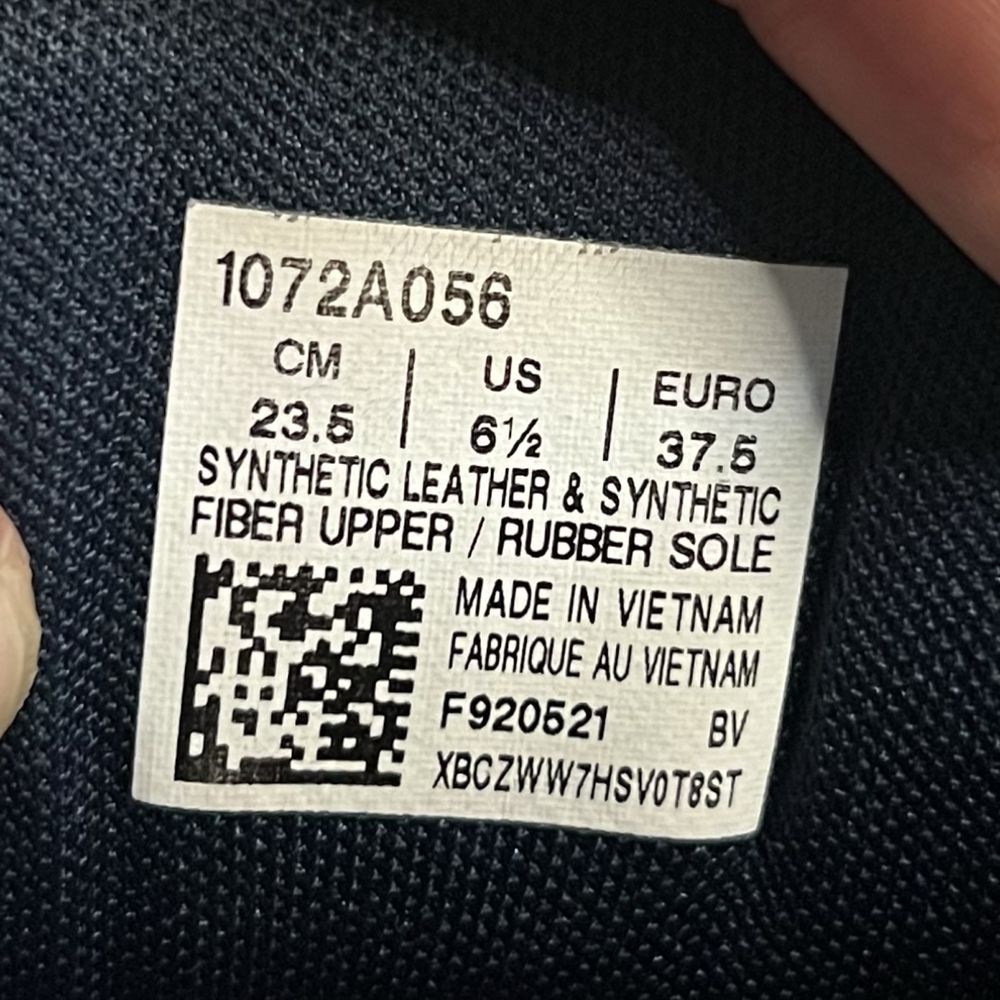 1072A056
CM | US | EURO
23.5 | 6½ | 37.5
SYNTHETIC LEATHER & SYNTHETIC
FIBER UPPER / RUBBER SOLE
MADE IN VIETNAM
FABRIQUE AU VIETNAM
F920521 BV
XBCZWW7HSV0T8ST